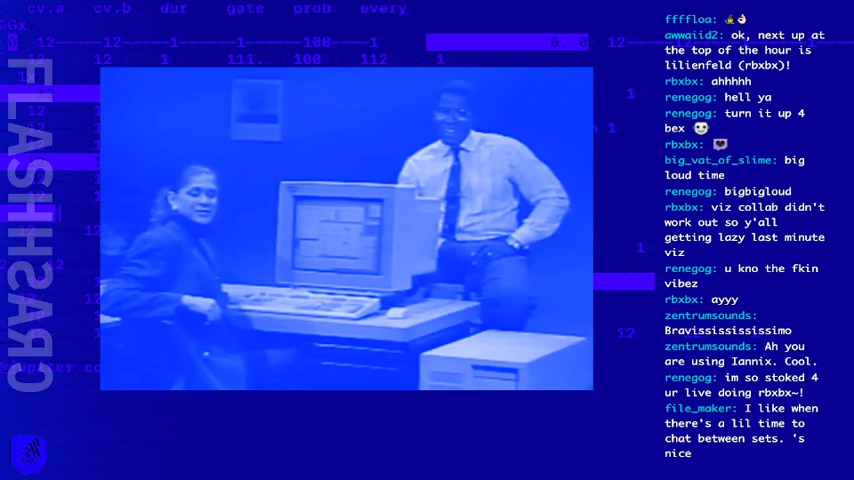 cv.a cv.b dur gate prob every
12 1 1 100 1 0. 0 12
12 1 111. 100 112 1
FLASHHSARO
ffffloa: 👌
awwaiid2: ok, next up at
the top of the hour is
lilienfeld (rbxbx)!
rbxbx: ahhhhh
renegog: hell ya
renegog: turn it up 4
bex
rbxbx:
big_vat_of_slime: big
loud time
renegog: bigbigloud
rbxbx: viz collab didn't
work out so y'all
getting lazy last minute
viz
renegog: u kno the fkin
vibez
rbxbx: ayyy
zentrumsounds:
Bravississississimo
zentrumsounds: Ah you
are using Iannix. Cool.
renegog: im so stoked 4
ur live doing rbxbx~!
file_maker: I like when
there's a lil time to
chat between sets. 's
nice